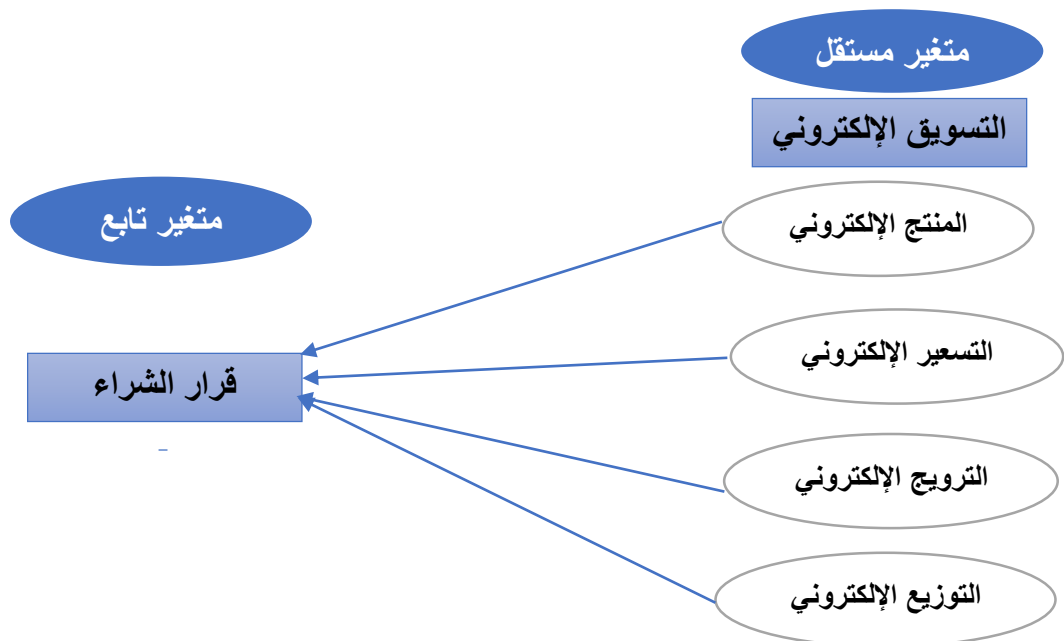 متغير مستقل
التسويق الإلكتروني
متغير تابع
المنتج الإلكتروني
التسعير الإلكتروني
قرار الشراء
الترويج الإلكتروني
التوزيع الإلكتروني